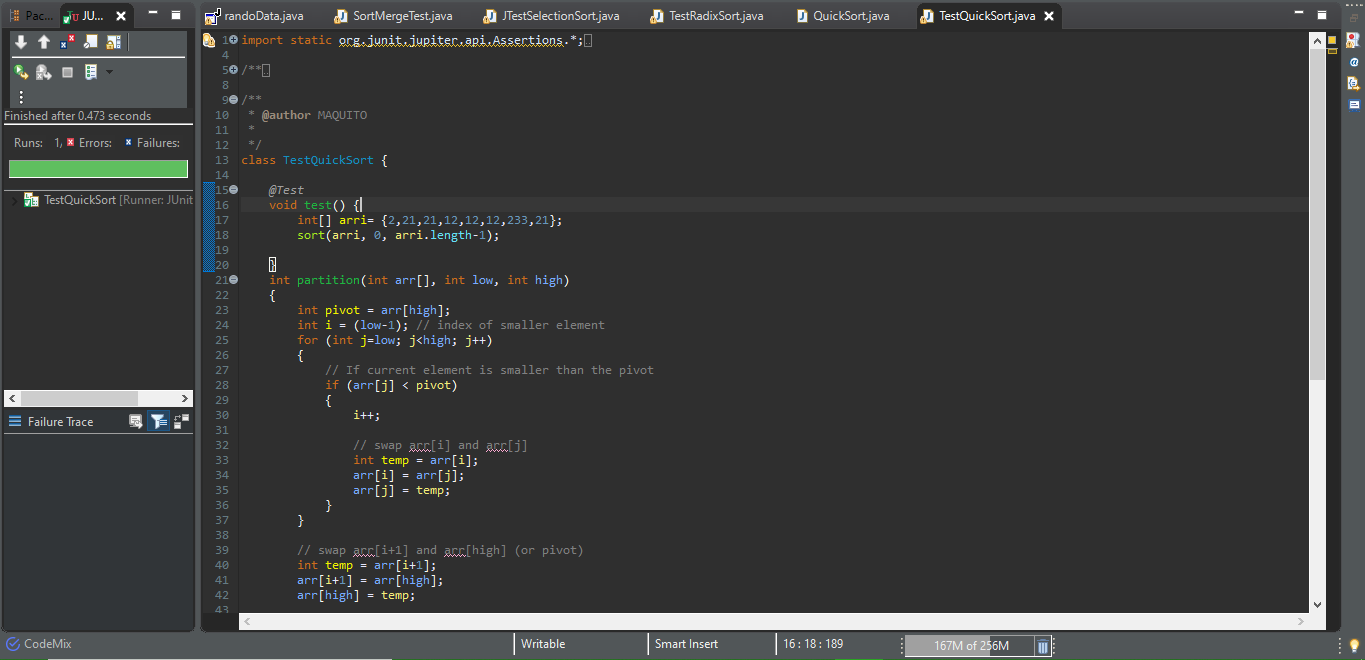 Pac...
JU...
randoData.java
SortMergeTest.java
JTestSelectionSort.java
TestRadixSort.java
QuickSort.java
TestQuickSort.java
Finished after 0.473 seconds
Runs: 1, Errors: Failures:
TestQuickSort [Runner: JUnit
Failure Trace
1 import static org.junit.jupiter.api.Assertions.*;
4
5 /**
8
9 /**
10 * @author MAQUITO
11 *
12 */
13 class TestQuickSort {
14
15 @Test
16 void test() {
17 int[] arri= {2,21,21,12,12,12,233,21};
18 sort(arri, 0, arri.length-1);
19
20 }
21 int partition(int arr[], int low, int high)
22 {
23 int pivot = arr[high];
24 int i = (low-1); // index of smaller element
25 for (int j=low; j<high; j++)
26 {
27 // If current element is smaller than the pivot
28 if (arr[j] < pivot)
29 {
30 i++;
31
32 // swap arr[i] and arr[j]
33 int temp = arr[i];
34 arr[i] = arr[j];
35 arr[j] = temp;
36 }
37 }
38
39 // swap arr[i+1] and arr[high] (or pivot)
40 int temp = arr[i+1];
41 arr[i+1] = arr[high];
42 arr[high] = temp;
43
CodeMix
Writable
Smart Insert
16 : 18 : 189
167M of 256M